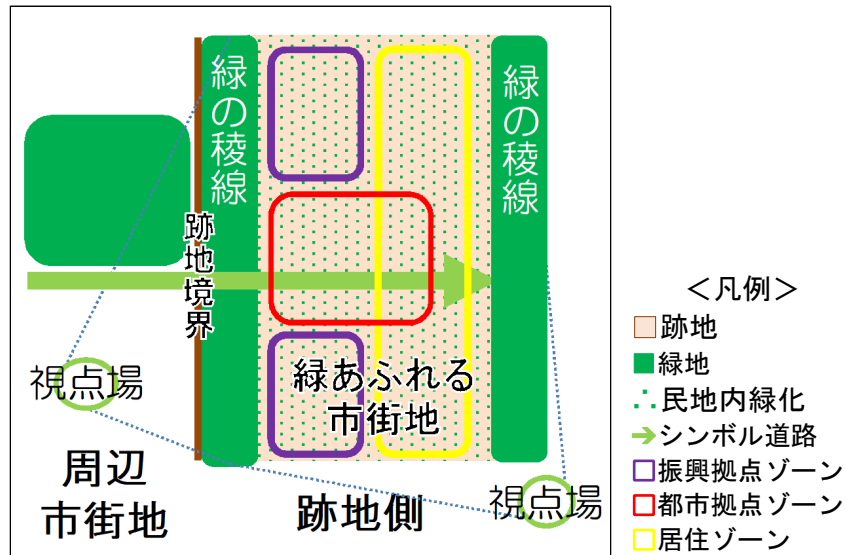 緑の稜線
緑の稜線
跡地境界
視点場
緑あふれる
市街地
周辺
市街地
跡地側
視点場
＜凡例＞
跡地
緑地
民地内緑化
シンボル道路
振興拠点ゾーン
都市拠点ゾーン
居住ゾーン